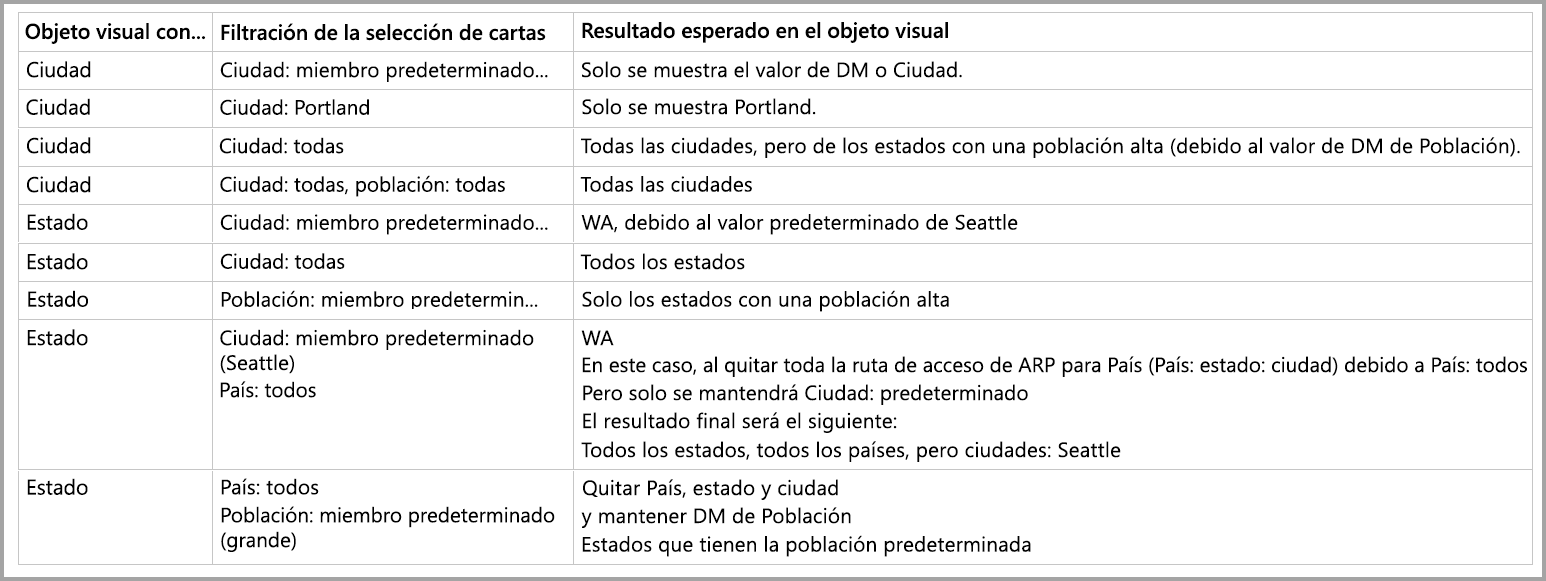 Objeto visual con... Filtración de la selección de cartas Resultado esperado en el objeto visual
Ciudad Ciudad: miembro predeterminado... Solo se muestra el valor de DM o Ciudad.
Ciudad Ciudad: Portland Solo se muestra Portland.
Ciudad Ciudad: todas Todas las ciudades, pero de los estados con una población alta (debido al valor de DM de Población).
Ciudad Ciudad: todas, población: todas Todas las ciudades
Estado Ciudad: miembro predeterminado... WA, debido al valor predeterminado de Seattle
Estado Ciudad: todas Todos los estados
Estado Población: miembro predetermin... Solo los estados con una población alta
Estado Ciudad: miembro predeterminado WA
(Seattle) En este caso, al quitar toda la ruta de acceso de ARP para País (País: estado: ciudad) debido a País: todos
País: todos Pero solo se mantendrá Ciudad: predeterminado
El resultado final será el siguiente:
Todos los estados, todos los países, pero ciudades: Seattle
Estado País: todos Quitar País, estado y ciudad
Población: miembro predeterminado y mantener DM de Población
(grande) Estados que tienen la población predeterminada